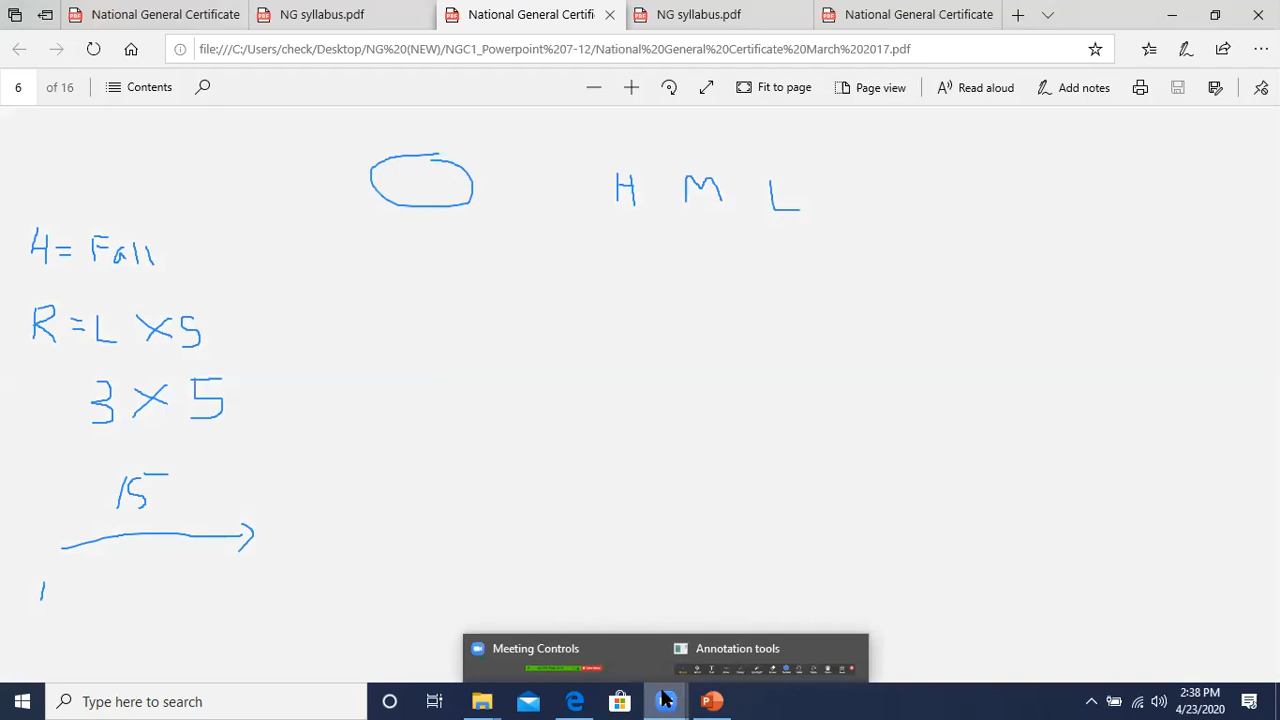 National General Certificate
NG syllabus.pdf
National General Certifi
NG syllabus.pdf
National General Certificate
file:///C:/Users/check/Desktop/NG%20(NEW)/NGC1_Powerpoint%207-12/National%20General%20Certificate%20March%202017.pdf
6 of 16 Contents Fit to page Page view Read aloud Add notes
H M L
H= Fall
R=L X S
3 X 5
15
Meeting Controls Annotation tools
Type here to search
2:38 PM
4/23/2020